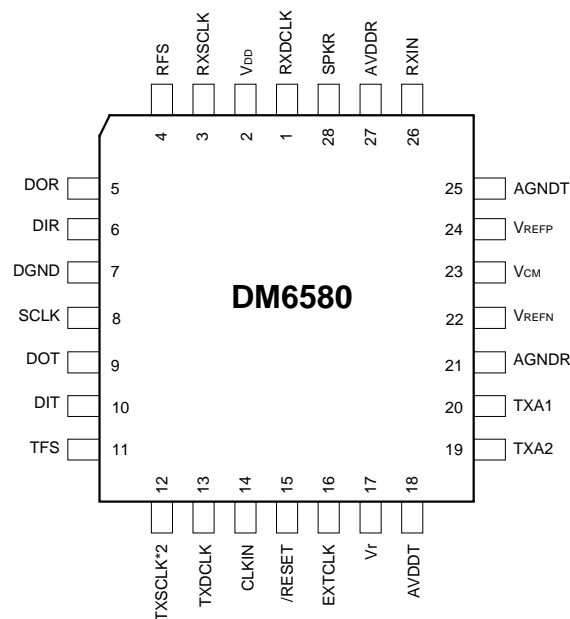 RFS
RXSCLK
VDD
RXDCLK
SPKR
AVDDR
RXIN
4
3
2
1
28
27
26
DOR
5
DIR
6
DGND
7
SCLK
8
DOT
9
DIT
10
TFS
11
DM6580
25
AGNDT
24
VREFP
23
VCM
22
VREFN
21
AGNDR
20
TXA1
19
TXA2
12
13
14
15
16
17
18
TXSCLK*2
TXDCLK
CLKIN
/RESET
EXTCLK
Vr
AVDDT